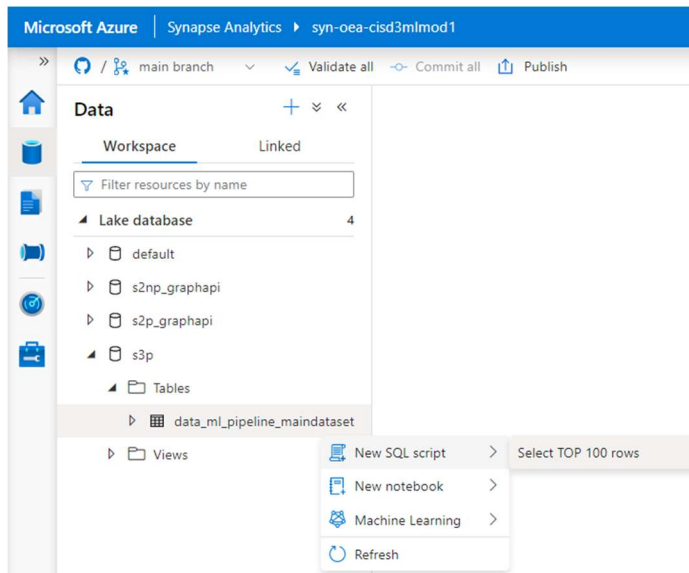 Microsoft Azure Synapse Analytics syn-oea-cisd3mlmod1
/ main branch Validate all Commit all Publish
Data
Workspace Linked
Filter resources by name
Lake database 4
default
s2np_graphapi
s2p_graphapi
s3p
Tables
data_ml_pipeline_maindataset
Views
New SQL script Select TOP 100 rows
New notebook
Machine Learning
Refresh